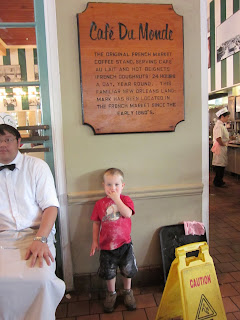 Café Du Monde
THE ORIGINAL FRENCH MARKET
COFFEE STAND, SERVING CAFÉ
AU LAIT AND HOT BEIGNETS
(FRENCH DOUGHNUTS) 24 HOURS
A DAY, YEAR ROUND... THIS
FAMILIAR NEW ORLEANS LAND-
MARK HAS BEEN LOCATED IN
THE FRENCH MARKET SINCE THE
EARLY 1860'S.
CAUTION